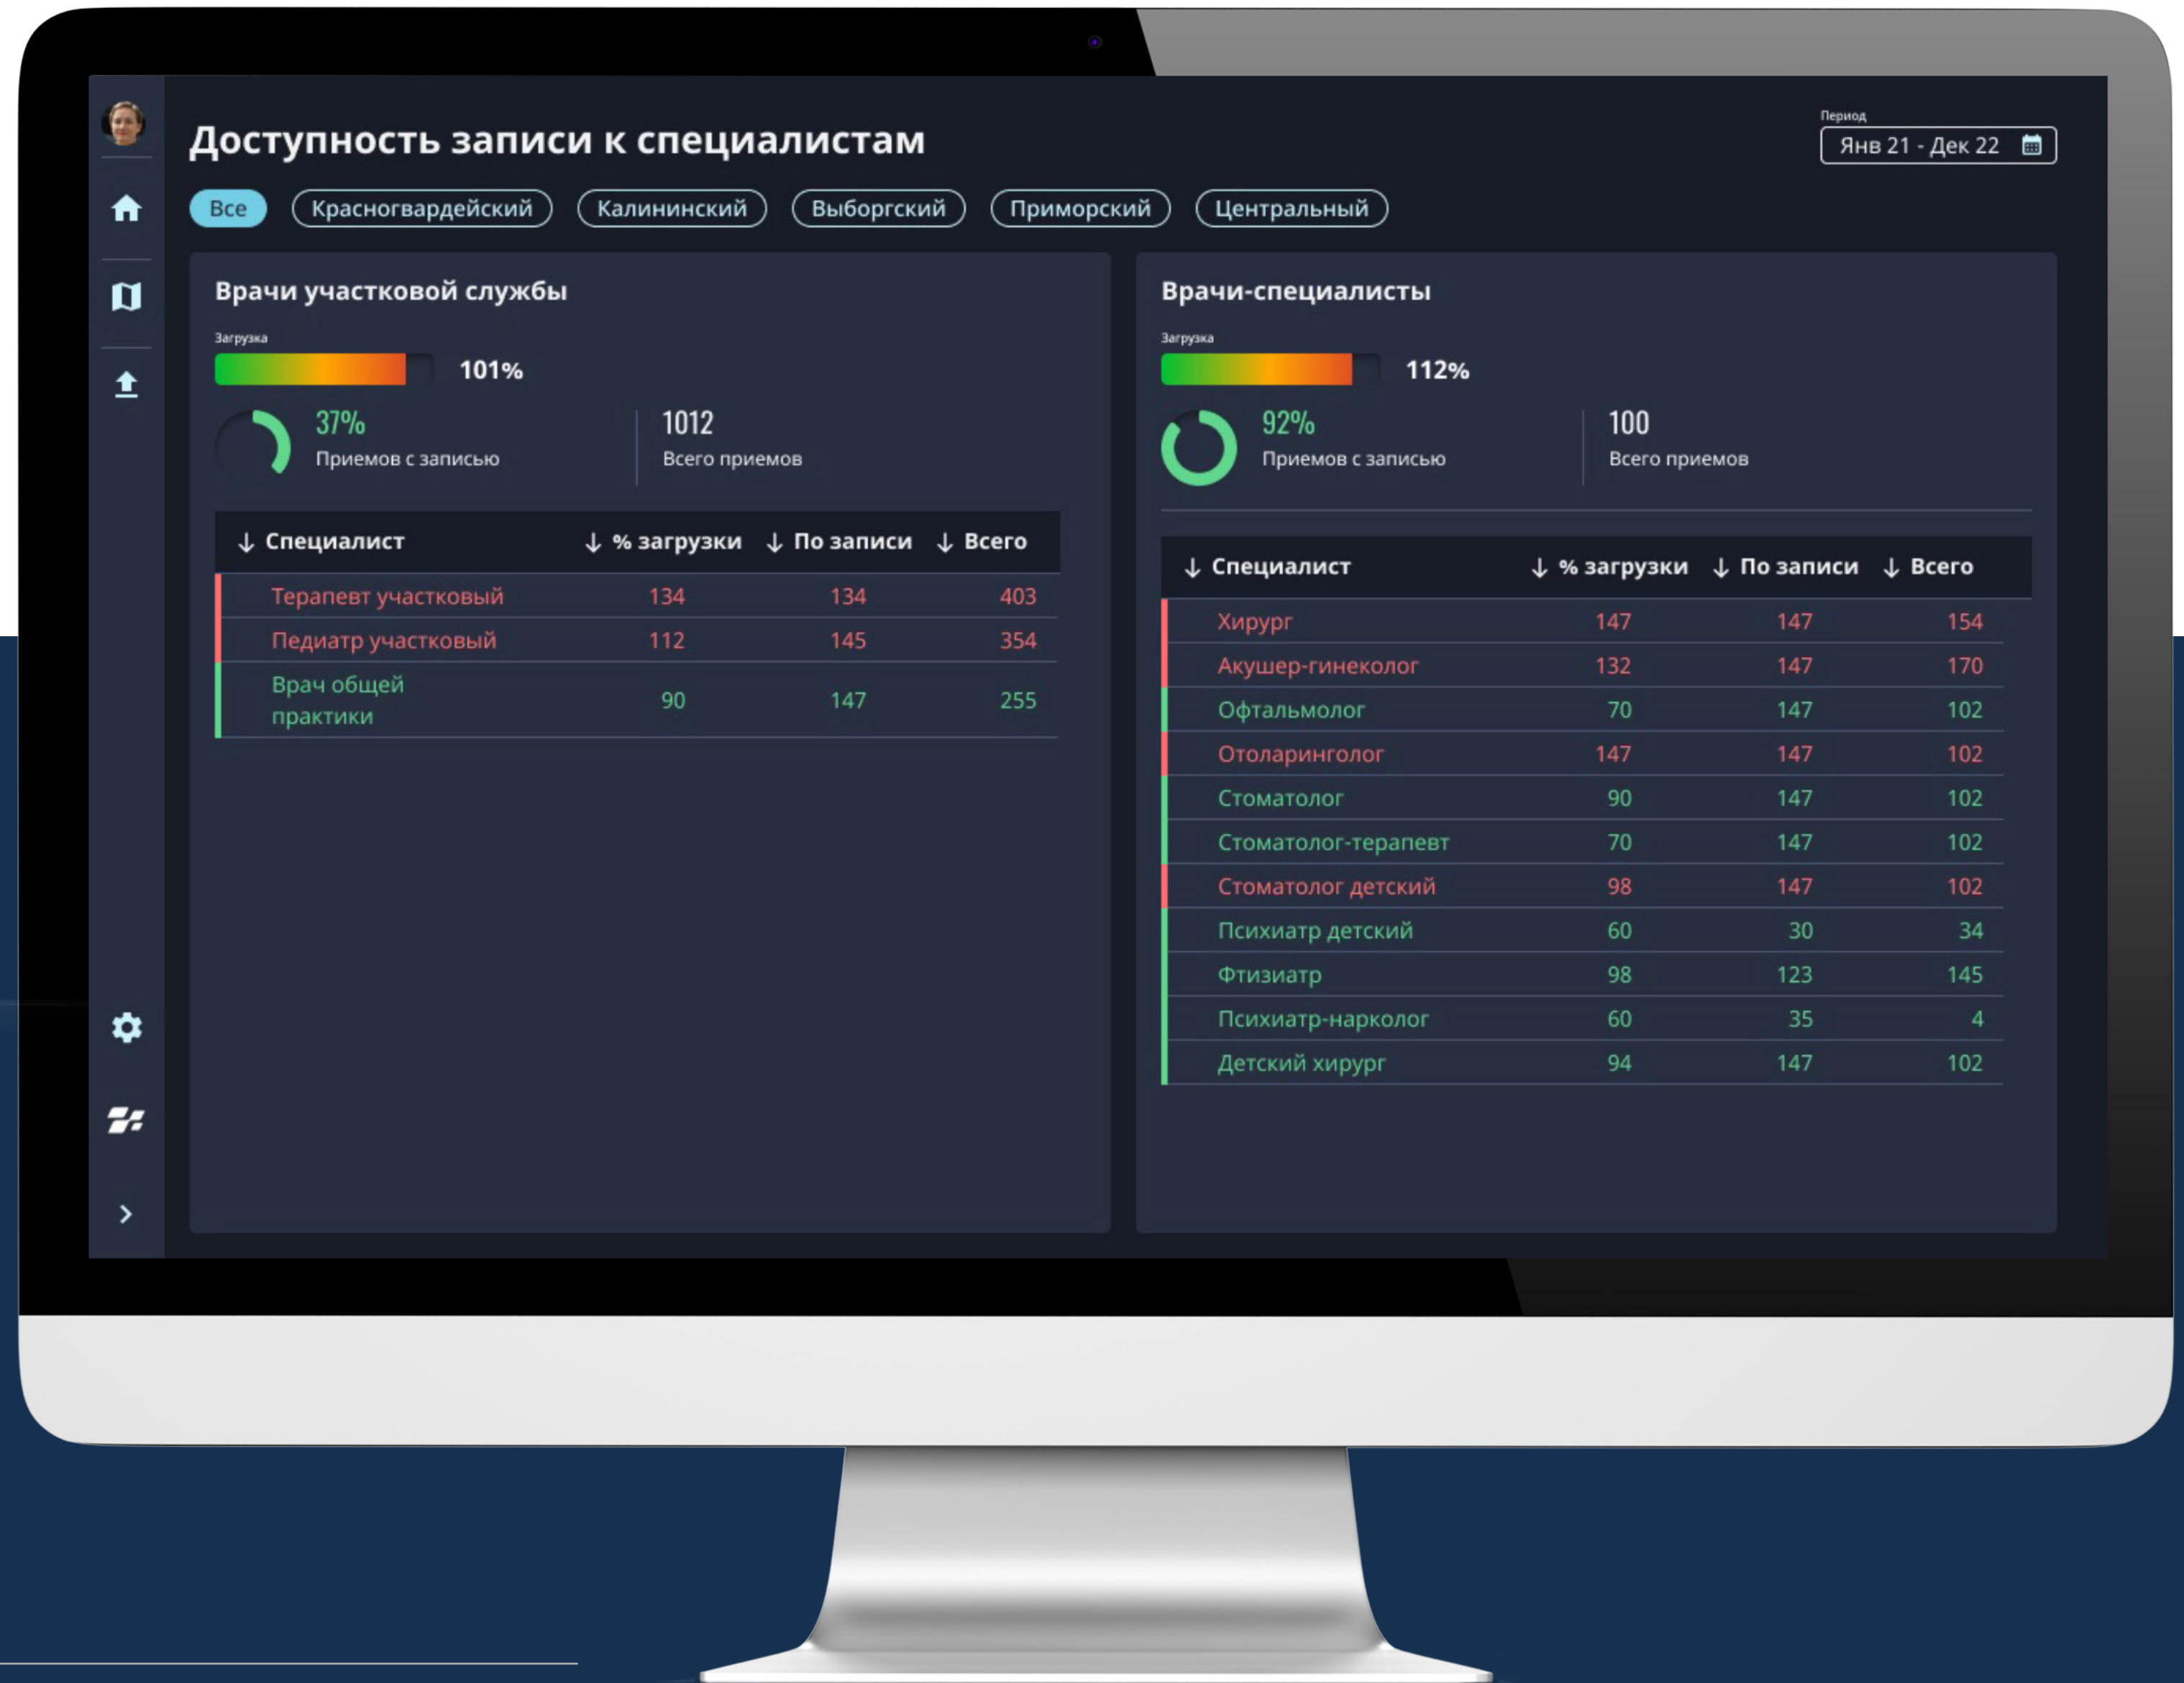 Доступность записи к специалистам
Период
Янв 21 - Дек 22
Все Красногвардейский Калининский Выборгский Приморский Центральный
Врачи участковой службы
Загрузка
101%
37%
Приемов с записью
1012
Всего приемов
↓ Специалист ↓ % загрузки ↓ По записи ↓ Всего
Терапевт участковый 134 134 403
Педиатр участковый 112 145 354
Врач общей
практики 90 147 255
Врачи-специалисты
Загрузка
112%
92%
Приемов с записью
100
Всего приемов
↓ Специалист ↓ % загрузки ↓ По записи ↓ Всего
Хирург 147 147 154
Акушер-гинеколог 132 147 170
Офтальмолог 70 147 102
Отоларинголог 147 147 102
Стоматолог 90 147 102
Стоматолог-терапевт 70 147 102
Стоматолог детский 98 147 102
Психиатр детский 60 30 34
Фтизиатр 98 123 145
Психиатр-нарколог 60 35 4
Детский хирург 94 147 102